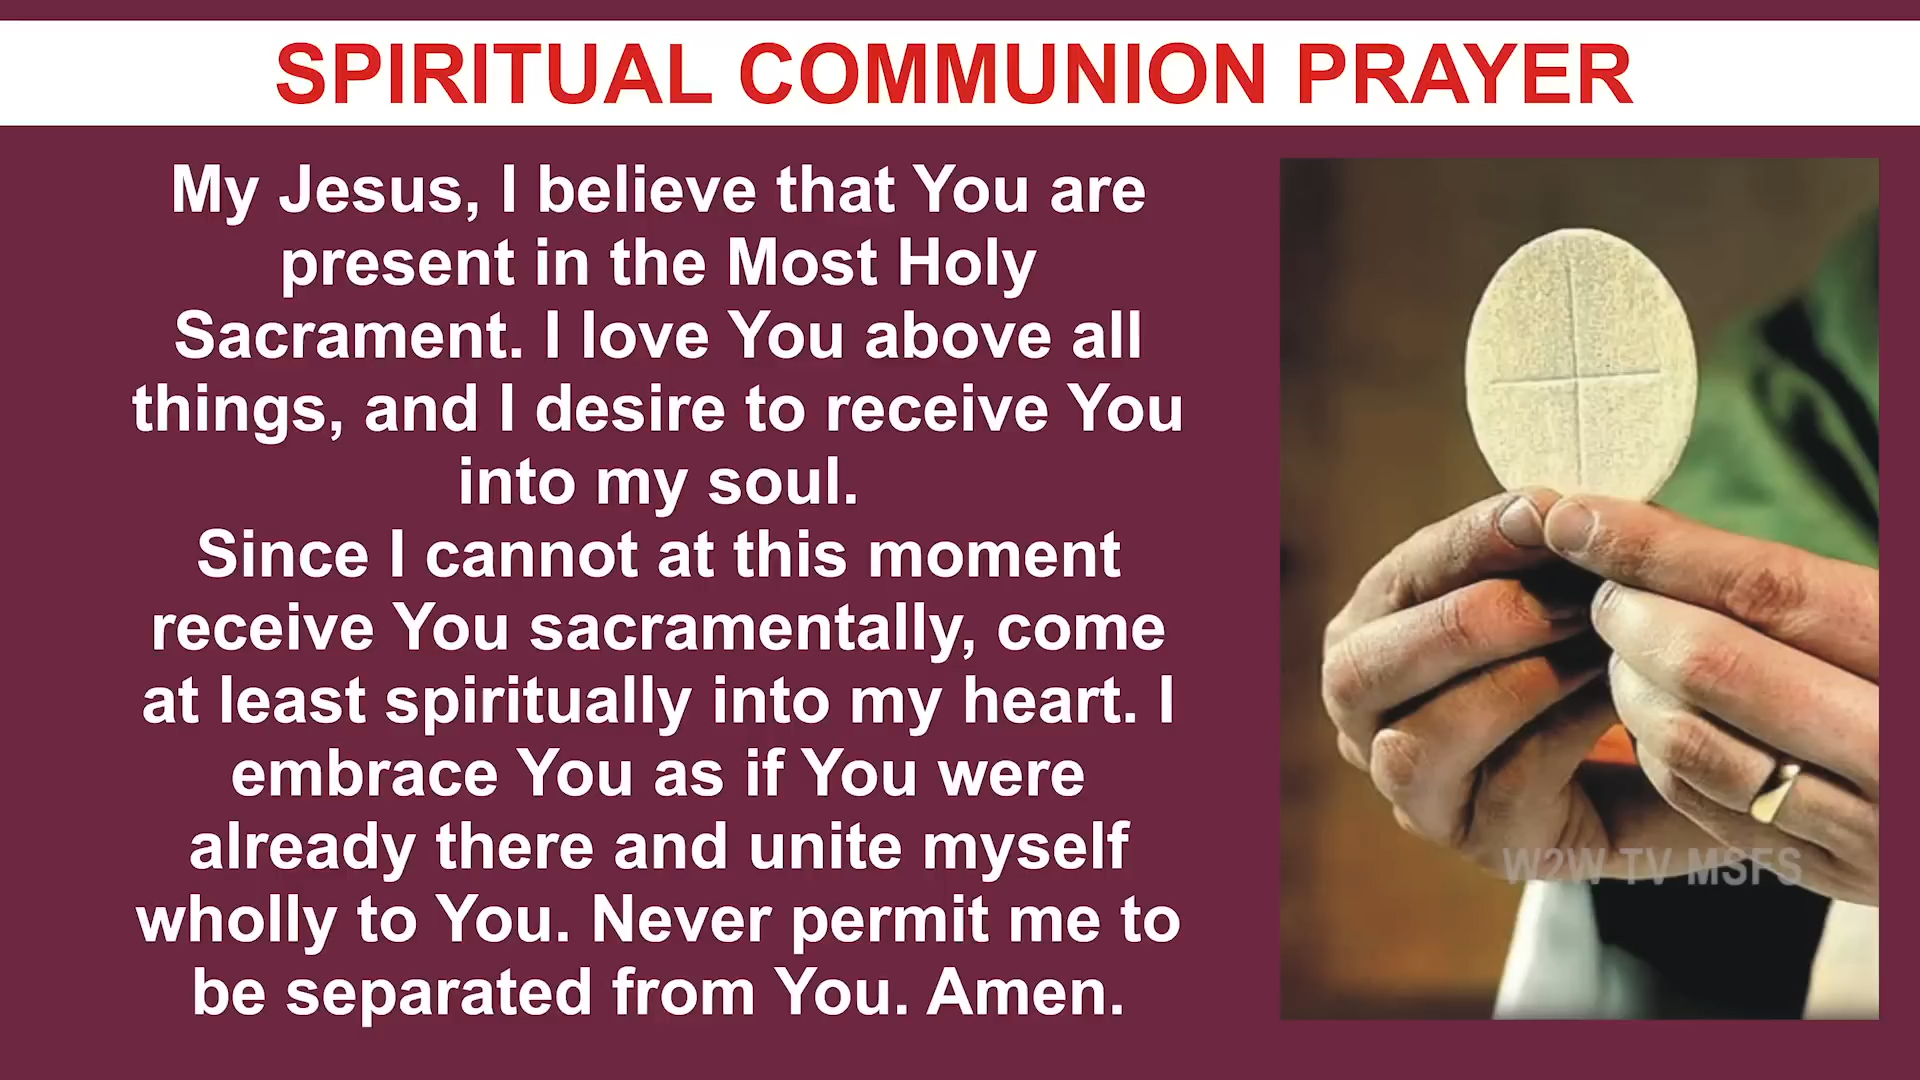 SPIRITUAL COMMUNION PRAYER
My Jesus, I believe that You are
present in the Most Holy
Sacrament. I love You above all
things, and I desire to receive You
into my soul.
Since I cannot at this moment
receive You sacramentally, come
at least spiritually into my heart. I
embrace You as if You were
already there and unite myself
wholly to You. Never permit me to
be separated from You. Amen.
W2W TV MSFS